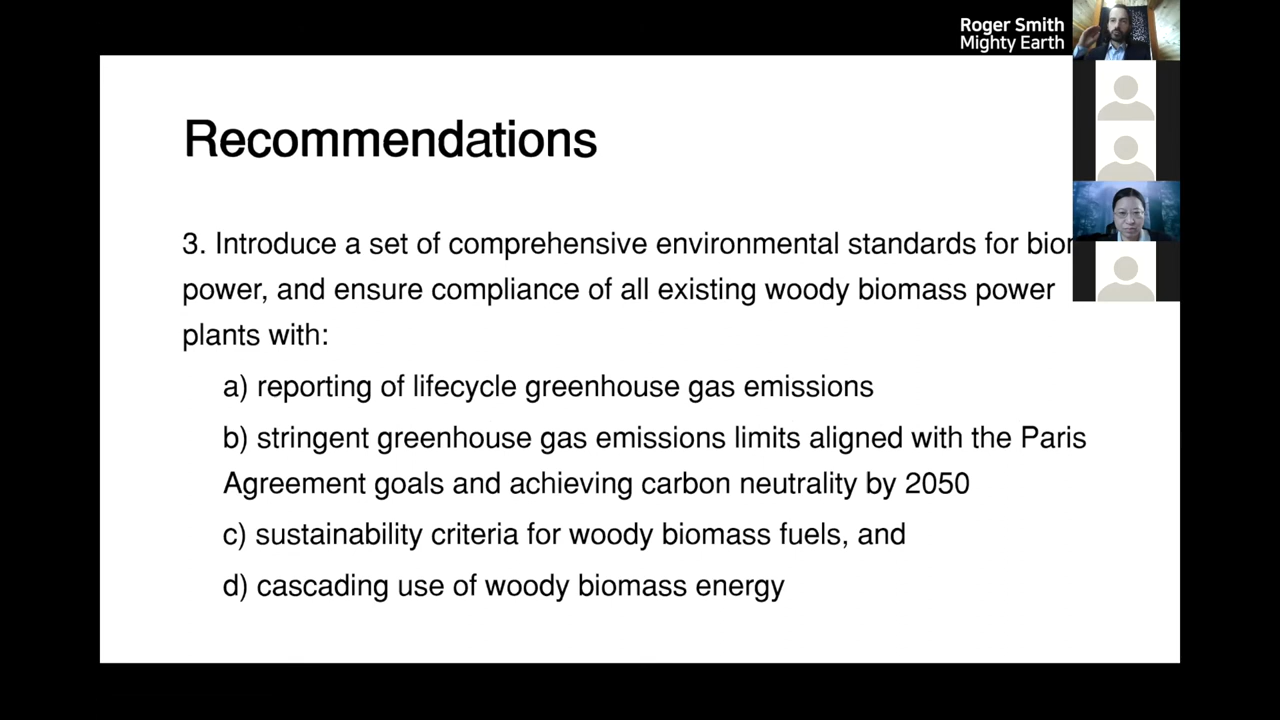 Roger Smith
Mighty Earth
Recommendations
3. Introduce a set of comprehensive environmental standards for
power, and ensure compliance of all existing woody biomass power
plants with:
a) reporting of lifecycle greenhouse gas emissions
b) stringent greenhouse gas emissions limits aligned with the Paris
Agreement goals and achieving carbon neutrality by 2050
c) sustainability criteria for woody biomass fuels, and
d) cascading use of woody biomass energy